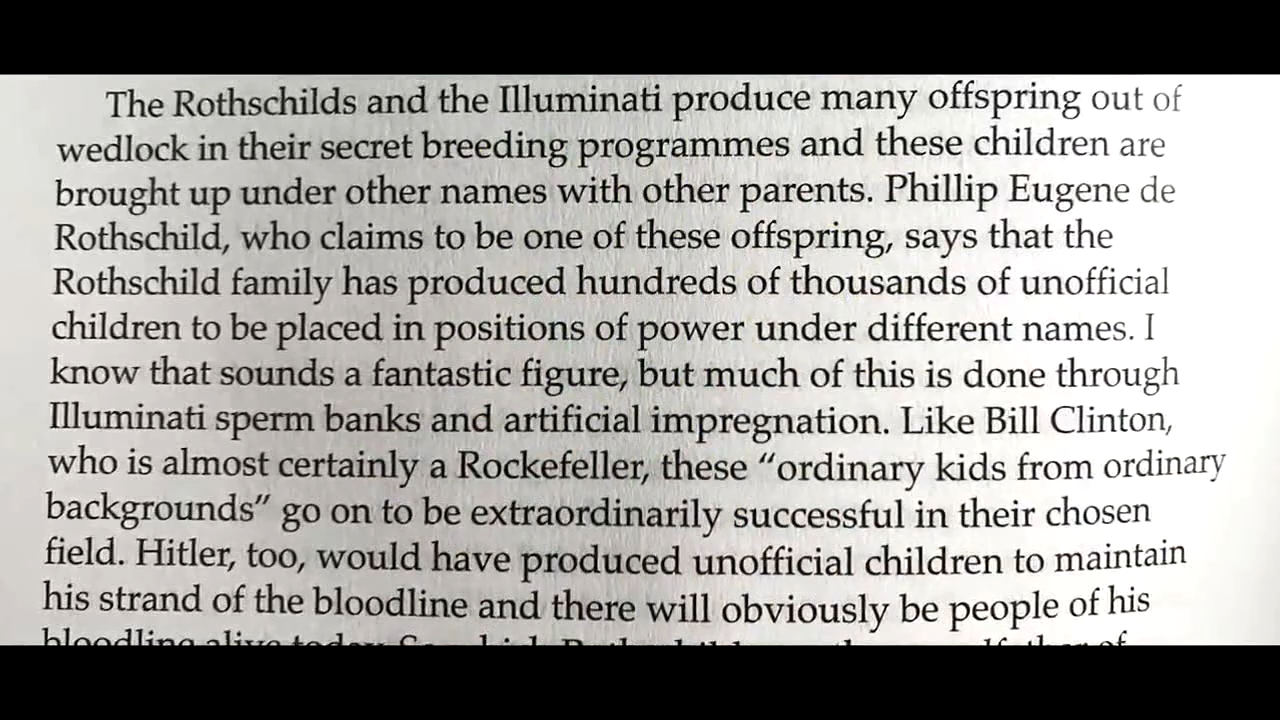 The Rothschilds and the Illuminati produce many offspring out of
wedlock in their secret breeding programmes and these children are
brought up under other names with other parents. Phillip Eugene de
Rothschild, who claims to be one of these offspring, says that the
Rothschild family has produced hundreds of thousands of unofficial
children to be placed in positions of power under different names. I
know that sounds a fantastic figure, but much of this is done through
Illuminati sperm banks and artificial impregnation. Like Bill Clinton,
who is almost certainly a Rockefeller, these “ordinary kids from ordinary
backgrounds” go on to be extraordinarily successful in their chosen
field. Hitler, too, would have produced unofficial children to maintain
his strand of the bloodline and there will obviously be people of his